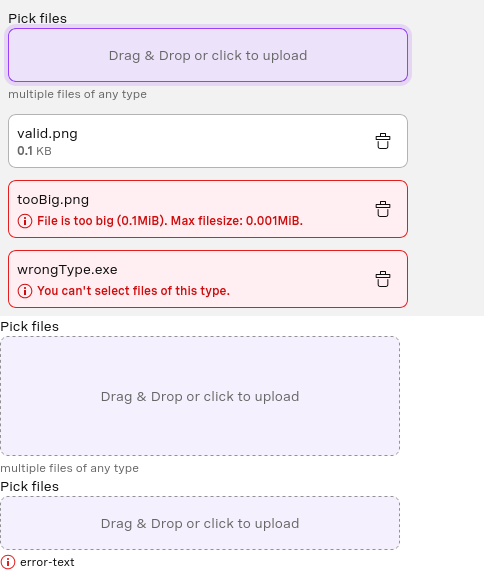 Pick files
Drag & Drop or click to upload
multiple files of any type
valid.png
0.1 KB
tooBig.png
File is too big (0.1MiB). Max filesize: 0.001MiB.
wrongType.exe
You can't select files of this type.
Pick files
Drag & Drop or click to upload
multiple files of any type
Pick files
Drag & Drop or click to upload
error-text